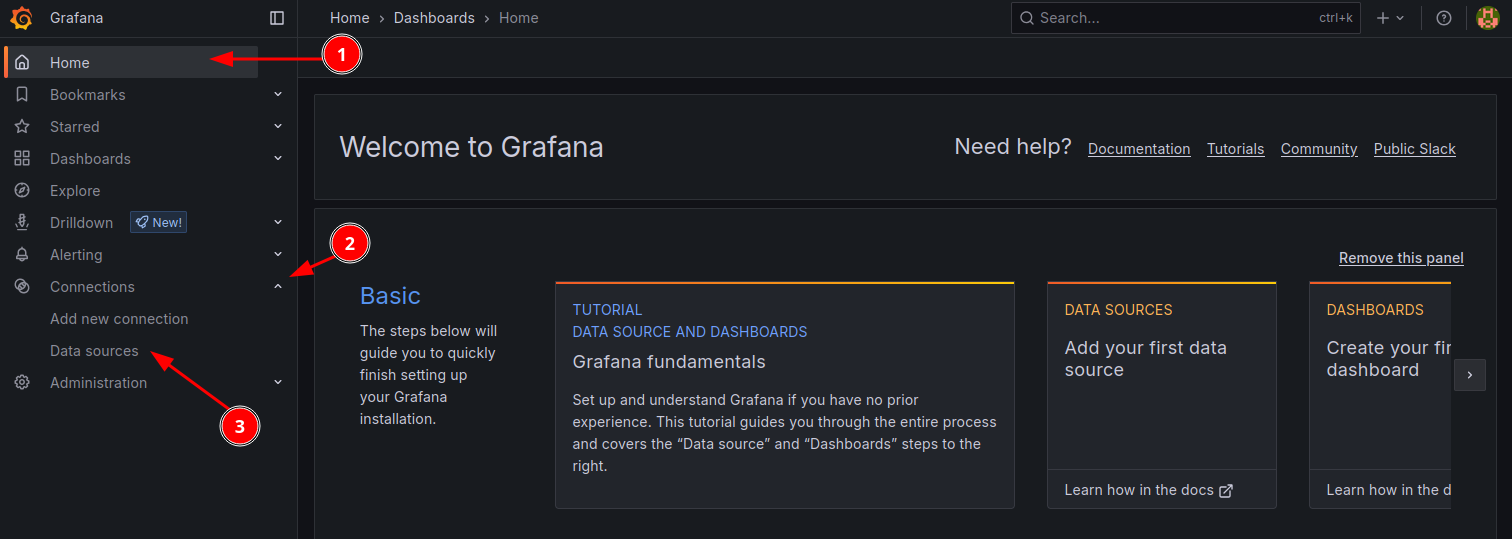 Grafana
Home › Dashboards › Home
Search...
ctrl+k
Home
1
Bookmarks
Starred
Dashboards
Explore
Drilldown
New!
Alerting
Connections
2
Add new connection
Data sources
3
Administration
Welcome to Grafana
Need help?
Documentation
Tutorials
Community
Public Slack
Remove this panel
Basic
The steps below will
guide you to quickly
finish setting up
your Grafana
installation.
TUTORIAL
DATA SOURCE AND DASHBOARDS
Grafana fundamentals
Set up and understand Grafana if you have no prior
experience. This tutorial guides you through the entire process
and covers the “Data source” and “Dashboards” steps to the
right.
DATA SOURCES
Add your first data
source
Learn how in the docs
DASHBOARDS
Create your fir
dashboard
Learn how in the d